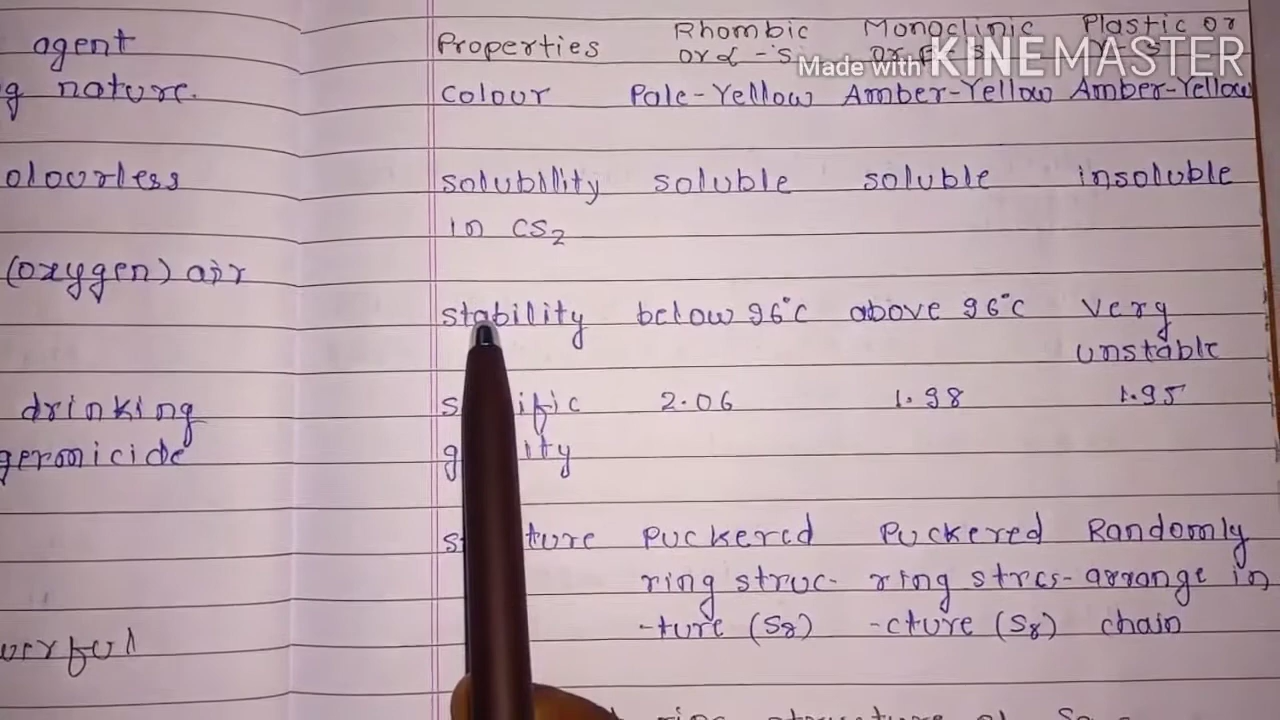 agent
g nature.
olourless
(oxygen) air
drinking
germicide
Properties Rhombic Monoclinic Plastic or
or α-S
Made with KINEMASTER
colour Pale-Yellow Amber-Yellow Amber-Yellow
solubility soluble soluble insoluble
in CS₂
stability below 96°C above 96°C very
unstable
2.06 1.98 1.95
Puckered Puckered Randomly
ring struc- ring strcs- arrange in
-ture (S₈) -cture (S₈) chain